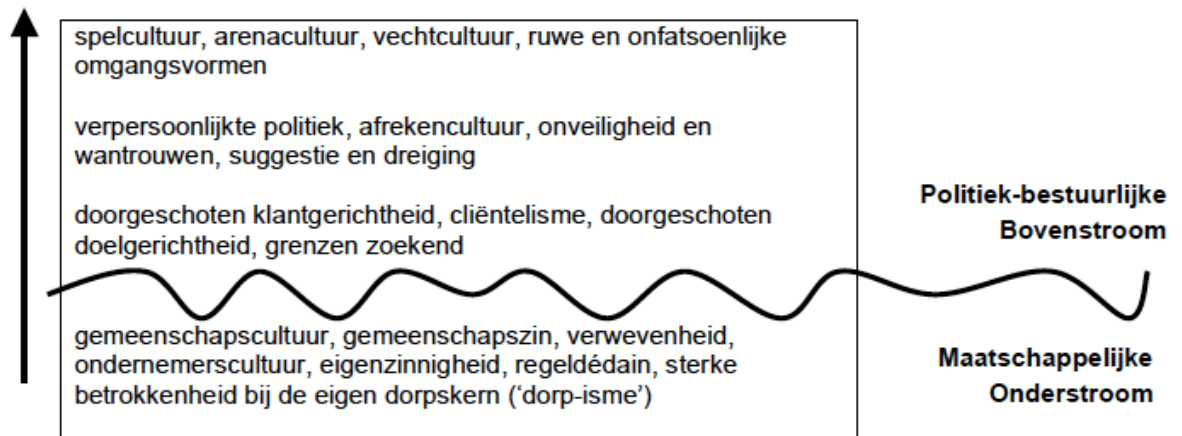 spelcultuur, arenacultuur, vechtcultuur, ruwe en onfatsoenlijke
omgangsvormen
verpersoonlijkte politiek, afrekencultuur, onveiligheid en
wantrouwen, suggestie en dreiging
doorgeschoten klantgerichtheid, cliëntelisme, doorgeschoten
doelgerichtheid, grenzen zoekend
Politiek-bestuurlijke
Bovenstroom
gemeenschapscultuur, gemeenschapszin, verwevenheid,
ondernemerscultuur, eigenzinnigheid, regeldédain, sterke
betrokkenheid bij de eigen dorpskern (‘dorp-isme’)
Maatschappelijke
Onderstroom